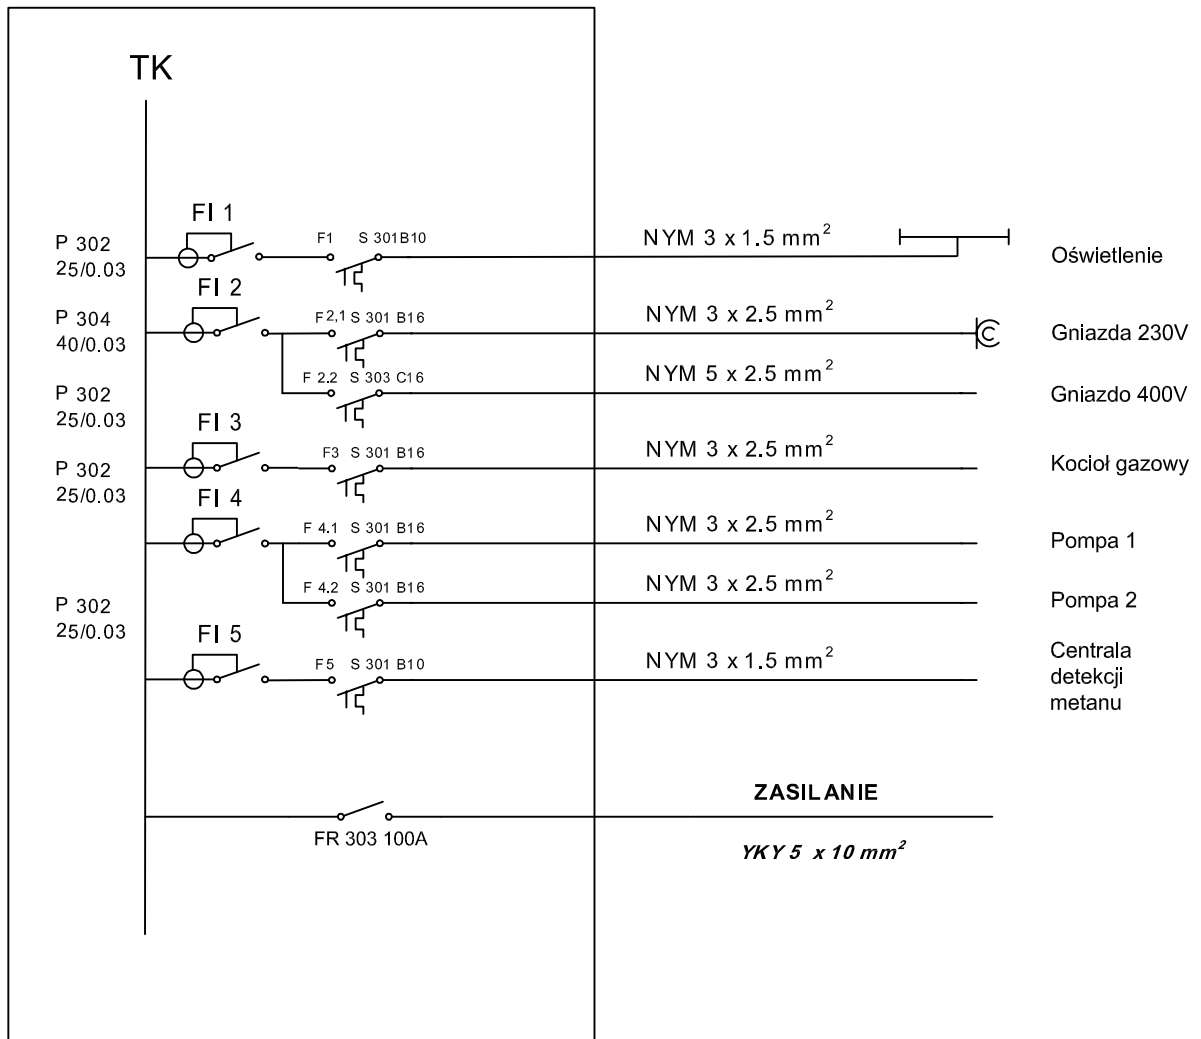 TK
FI 1
P 302
25/0.03
F1 S 301B10
NYM 3 x 1.5 mm²
Oświetlenie
FI 2
P 304
40/0.03
F2,1 S 301 B16
NYM 3 x 2.5 mm²
Gniazda 230V
P 302
25/0.03
F 2.2 S 303 C16
NYM 5 x 2.5 mm²
Gniazdo 400V
FI 3
P 302
25/0.03
F3 S 301 B16
NYM 3 x 2.5 mm²
Kocioł gazowy
FI 4
F 4.1 S 301 B16
NYM 3 x 2.5 mm²
Pompa 1
P 302
25/0.03
F 4.2 S 301 B16
NYM 3 x 2.5 mm²
Pompa 2
FI 5
F5 S 301 B10
NYM 3 x 1.5 mm²
Centrala
detekcji
metanu
FR 303 100A
ZASILANIE
YKY 5 x 10 mm²